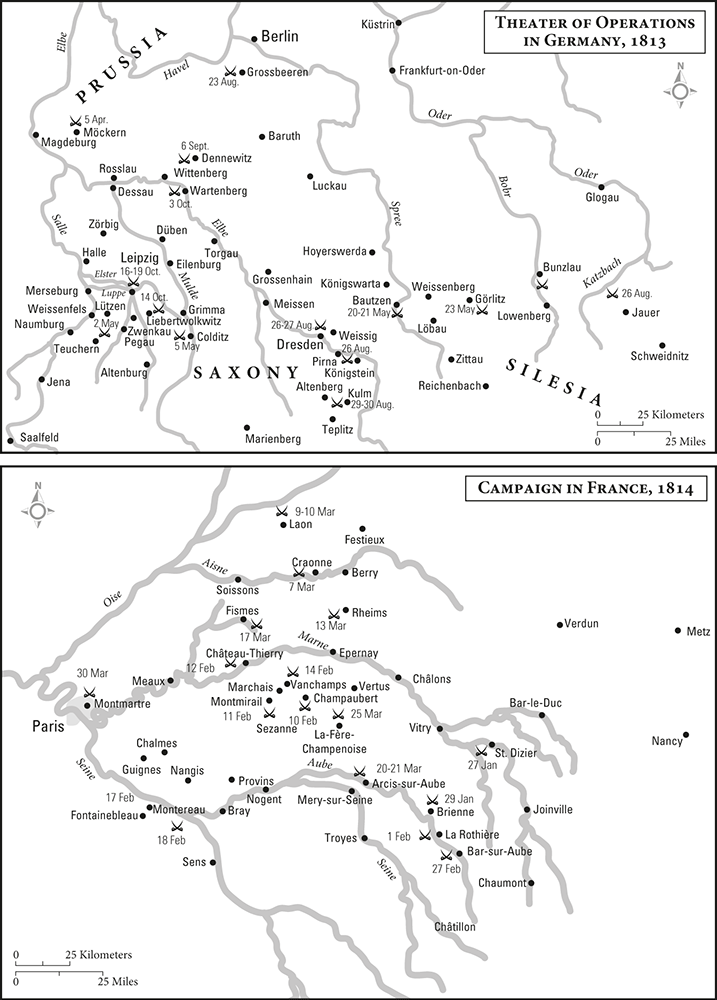 THEATER OF OPERATIONS
IN GERMANY, 1813
N
Elbe
PRUSSIA
Berlin
Küstrin
Havel
Grossbeeren
23 Aug.
Frankfurt-on-Oder
5 Apr.
Möckern
Magdeburg
Oder
Baruth
6 Sept.
Dennewitz
Rosslau
Wittenberg
Dessau
Wartenberg
3 Oct.
Luckau
Bobr
Oder
Glogau
Spree
Salle
Zörbig
Düben
Elbe
Torgau
Halle
Leipzig
16-19 Oct.
Eilenburg
Elster
Hoyerswerda
Katzbach
Bunzlau
Grossenhain
Mulde
Königswarta
Weissenberg
Merseburg
Luppe
14 Oct.
Meissen
Bautzen
20-21 May
Görlitz
23 May
26 Aug.
Weissenfels
Lützen
Grimma
Liebertwolkwitz
Lowenberg
Jauer
Naumburg
2 May
Zwenkau
Colditz
26-27 Aug.
Weissig
Löbau
Teuchern
Pegau
5 May
Dresden
26 Aug.
Pirna
Königstein
Zittau
Schweidnitz
Jena
Altenburg
SAXONY
Altenberg
Kulm
29-30 Aug.
Reichenbach
SILESIA
Saalfeld
Marienberg
Teplitz
0 25 Kilometers
0 25 Miles
CAMPAIGN IN FRANCE, 1814
N
9-10 Mar
Laon
Festieux
Aisne
Craonne
Berry
7 Mar
Soissons
Oise
Fismes
17 Mar
Rheims
13 Mar
Verdun
Metz
Marne
12 Feb
Château-Thierry
Epernay
30 Mar
Meaux
14 Feb
Marchais
Vanchamps
Vertus
Châlons
Montmartre
Montmirail
Champaubert
Bar-le-Duc
11 Feb
10 Feb
25 Mar
Paris
Sezanne
La-Fère-
Champenoise
Vitry
Nancy
Chalmes
St. Dizier
27 Jan
Seine
Guignes
Nangis
Aube
20-21 Mar
Provins
Arcis-sur-Aube
Nogent
Mery-sur-Seine
29 Jan
Brienne
17 Feb
Montereau
Bray
Joinville
Fontainebleau
18 Feb
Troyes
1 Feb
La Rothière
Bar-sur-Aube
27 Feb
Sens
Seine
Chaumont
Châtillon
0 25 Kilometers
0 25 Miles